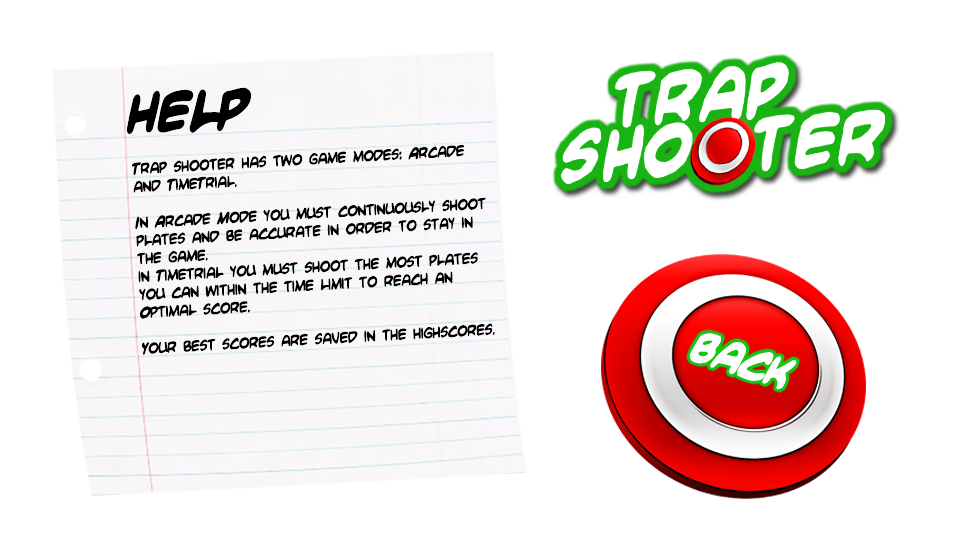 HELP
TRAP SHOOTER HAS TWO GAME MODES: ARCADE
AND TIMETRIAL.
IN ARCADE MODE YOU MUST CONTINUOUSLY SHOOT
PLATES AND BE ACCURATE IN ORDER TO STAY IN
THE GAME.
IN TIMETRIAL YOU MUST SHOOT THE MOST PLATES
YOU CAN WITHIN THE TIME LIMIT TO REACH AN
OPTIMAL SCORE.
YOUR BEST SCORES ARE SAVED IN THE HIGHSCORES.
TRAP
SHOOTER
BACK